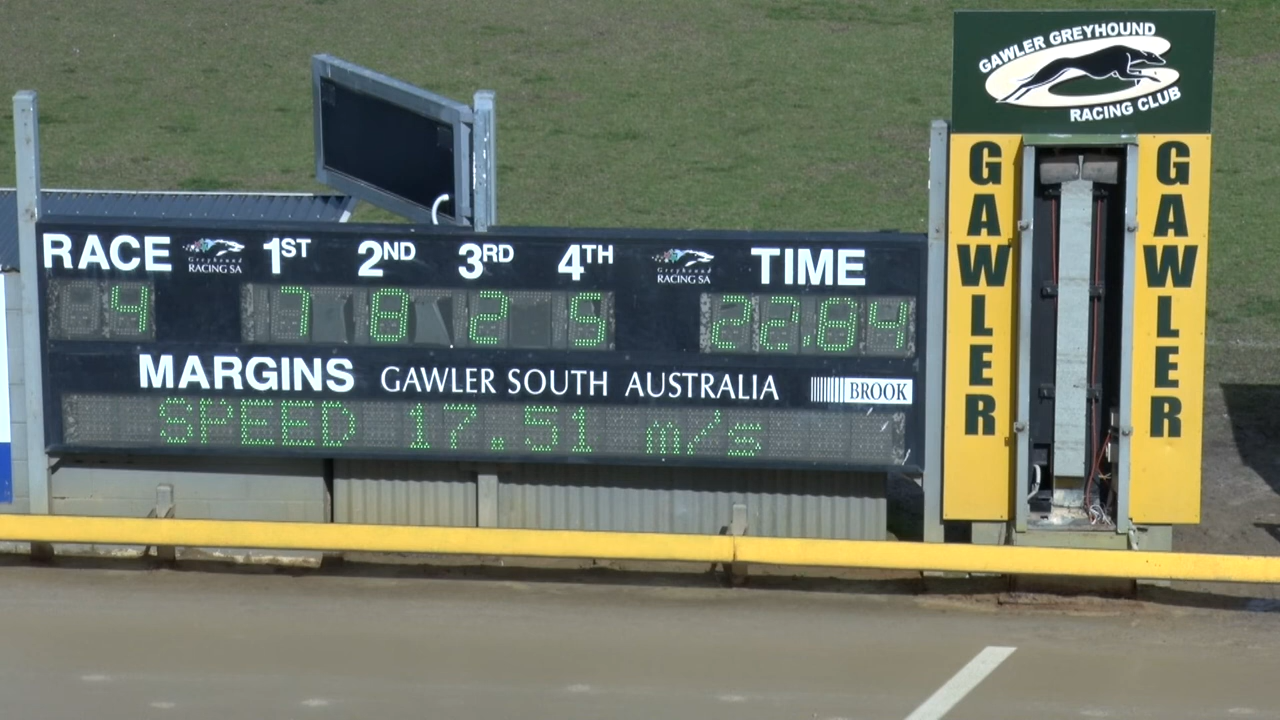 GAWLER GREYHOUND
RACING CLUB
GAWLER
GAWLER
RACE
Greyhound
RACING SA
1ST
2ND
3RD
4TH
Greyhound
RACING SA
TIME
4
7
8
2
5
22.84
MARGINS
GAWLER SOUTH AUSTRALIA
BROOK
SPEED 17.51 m/s